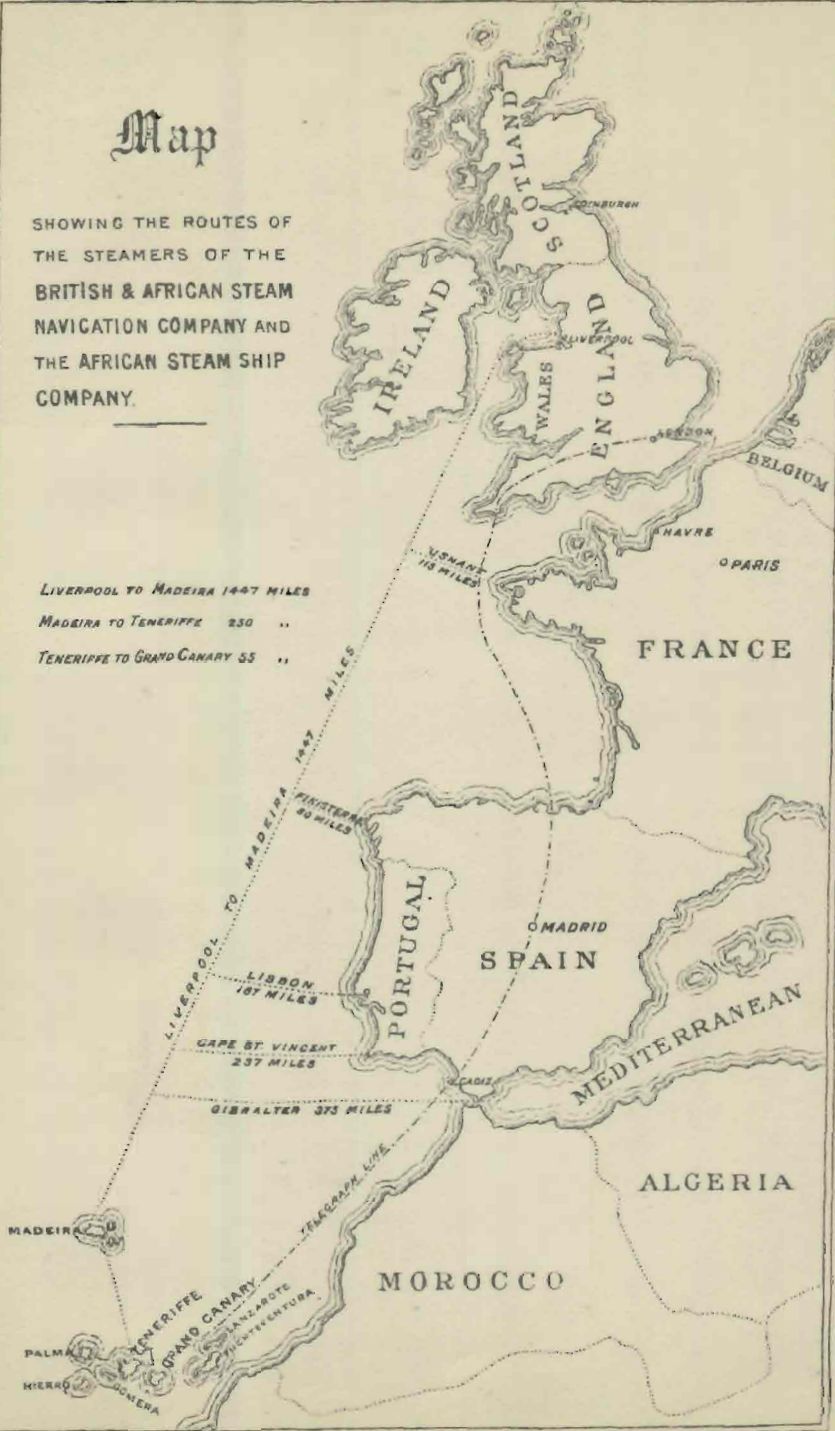 Map
SHOWING THE ROUTES OF
THE STEAMERS OF THE
BRITISH & AFRICAN STEAM
NAVIGATION COMPANY AND
THE AFRICAN STEAM SHIP
COMPANY.
LIVERPOOL TO MADEIRA 1447 MILES
MADEIRA TO TENERIFFE 250 "
TENERIFFE TO GRAND CANARY 55 "
SCOTLAND
EDINBURGH
IRELAND
LIVERPOOL
WALES
ENGLAND
LONDON
BELGIUM
USHANT
113 MILES
HAVRE
PARIS
FRANCE
LIVERPOOL TO MADEIRA 1447 MILES
FINISTERRE
80 MILES
PORTUGAL
MADRID
SPAIN
LISBON
167 MILES
MEDITERRANEAN
CAPE ST. VINCENT
237 MILES
CADIZ
GIBRALTER 373 MILES
TELEGRAPH LINE
ALGERIA
MADEIRA
MOROCCO
TENERIFFE
GRAND CANARY
LANZAROTE
FUERTEVENTURA
PALMA
HIERRO
GOMERA